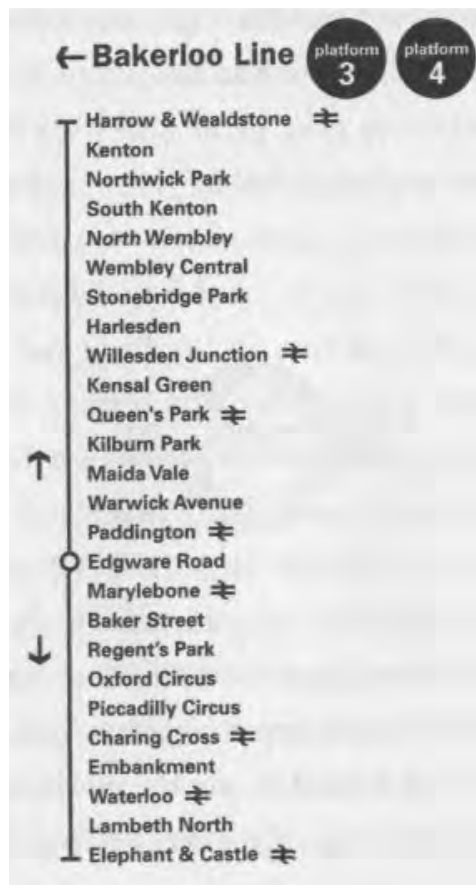 ← Bakerloo Line platform 3 platform 4
Harrow & Wealdstone
Kenton
Northwick Park
South Kenton
North Wembley
Wembley Central
Stonebridge Park
Harlesden
Willesden Junction
Kensal Green
Queen's Park
Kilburn Park
Maida Vale
Warwick Avenue
Paddington
Edgware Road
Marylebone
Baker Street
Regent's Park
Oxford Circus
Piccadilly Circus
Charing Cross
Embankment
Waterloo
Lambeth North
Elephant & Castle